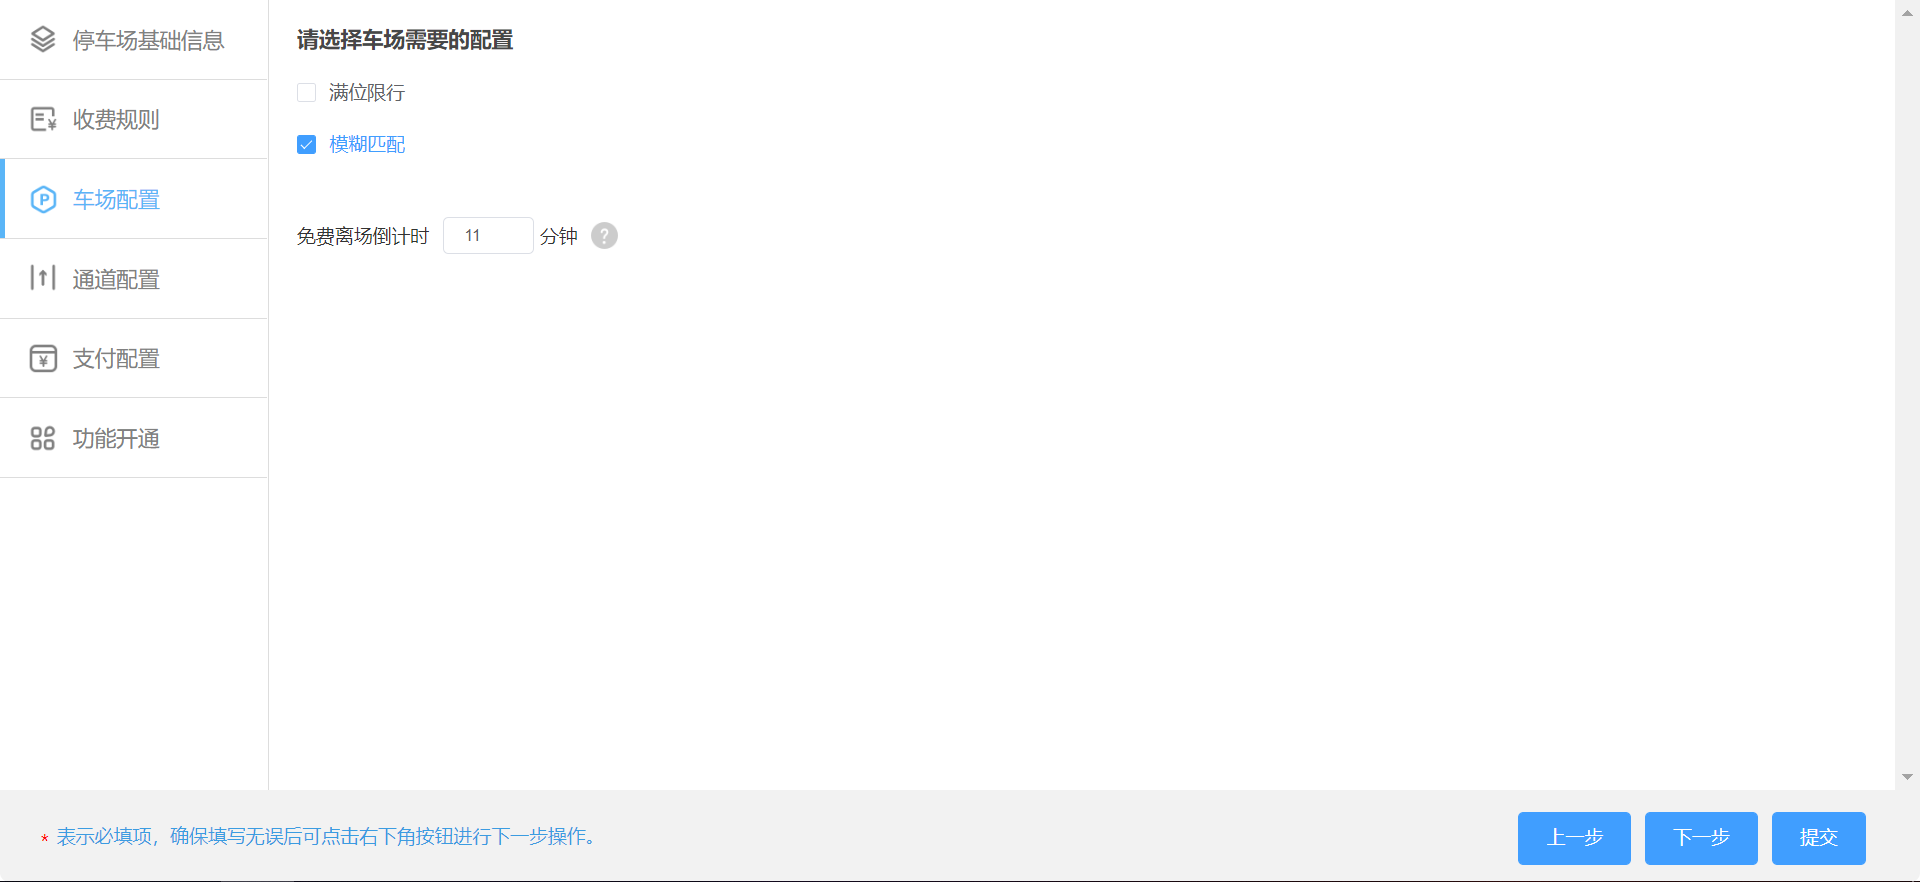 停车场基础信息
收费规则
车场配置
通道配置
支付配置
功能开通
请选择车场需要的配置
满位限行
模糊匹配
免费离场倒计时 11 分钟 ?
* 表示必填项，确保填写无误后可点击右下角按钮进行下一步操作。
上一步 下一步 提交